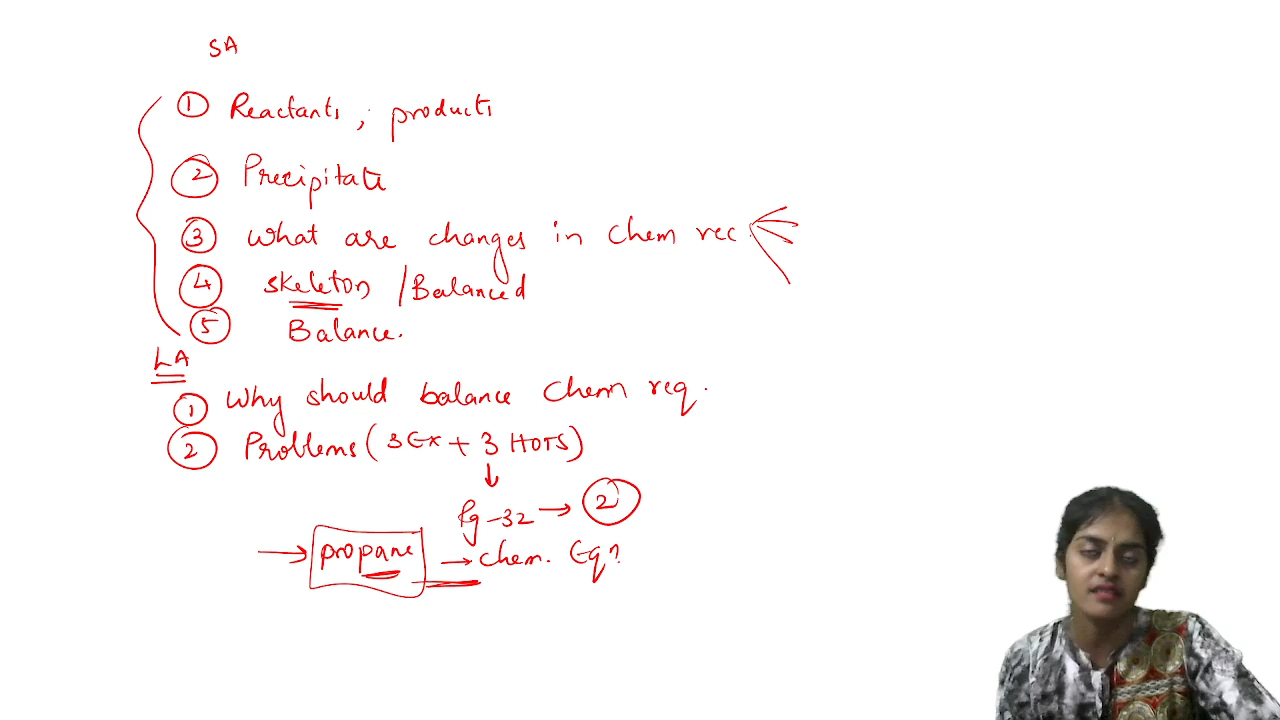 SA
① Reactants, products
② Precipitate
③ What are changes in chem rec.
④ Skeleton / Balanced
⑤ Balance.
LA
① Why should balance chem req.
② Problems (3 Ex + 3 HOTS)
↓
Pg-32 → ②
→ propane → chem. Eq?